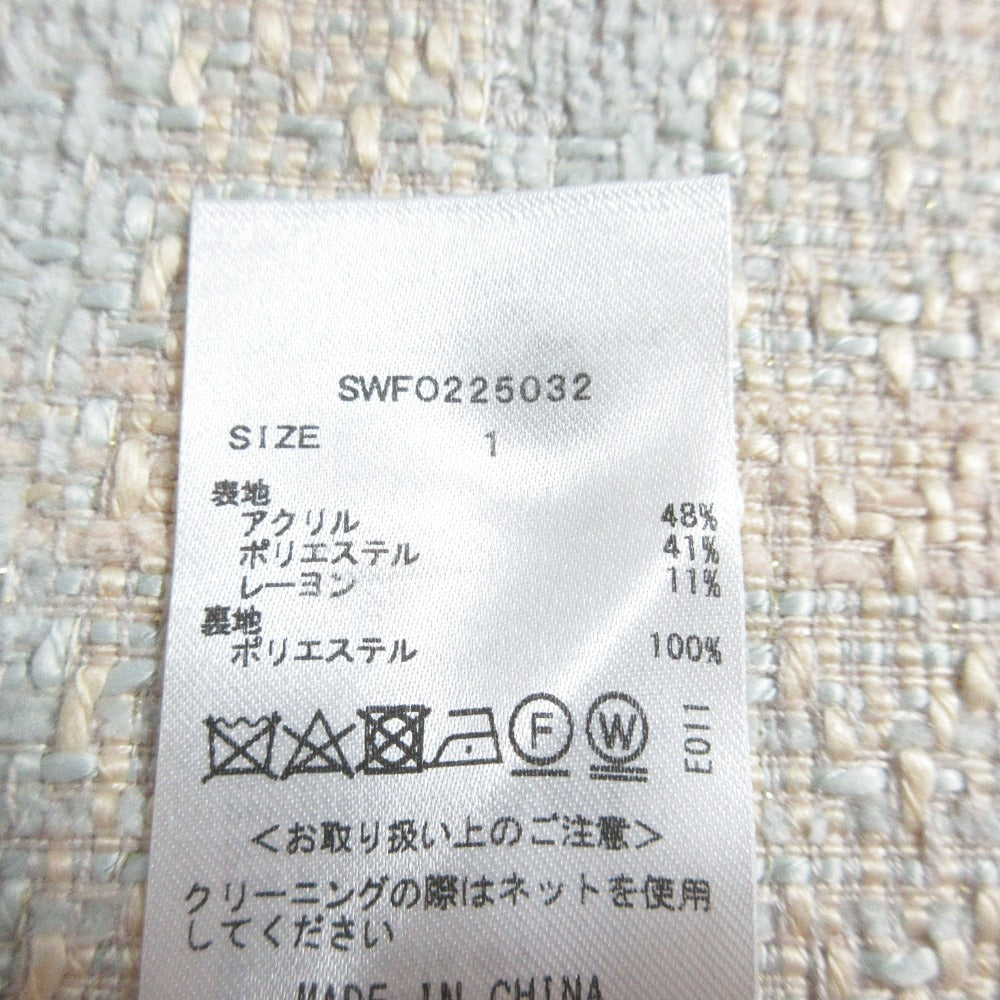 SWFO225032
SIZE 1
表地
アクリル 48%
ポリエステル 41%
レーヨン 11%
裏地
ポリエステル 100%
F W E011
<お取り扱い上のご注意>
クリーニングの際はネットを使用
してください
MADE IN CHINA